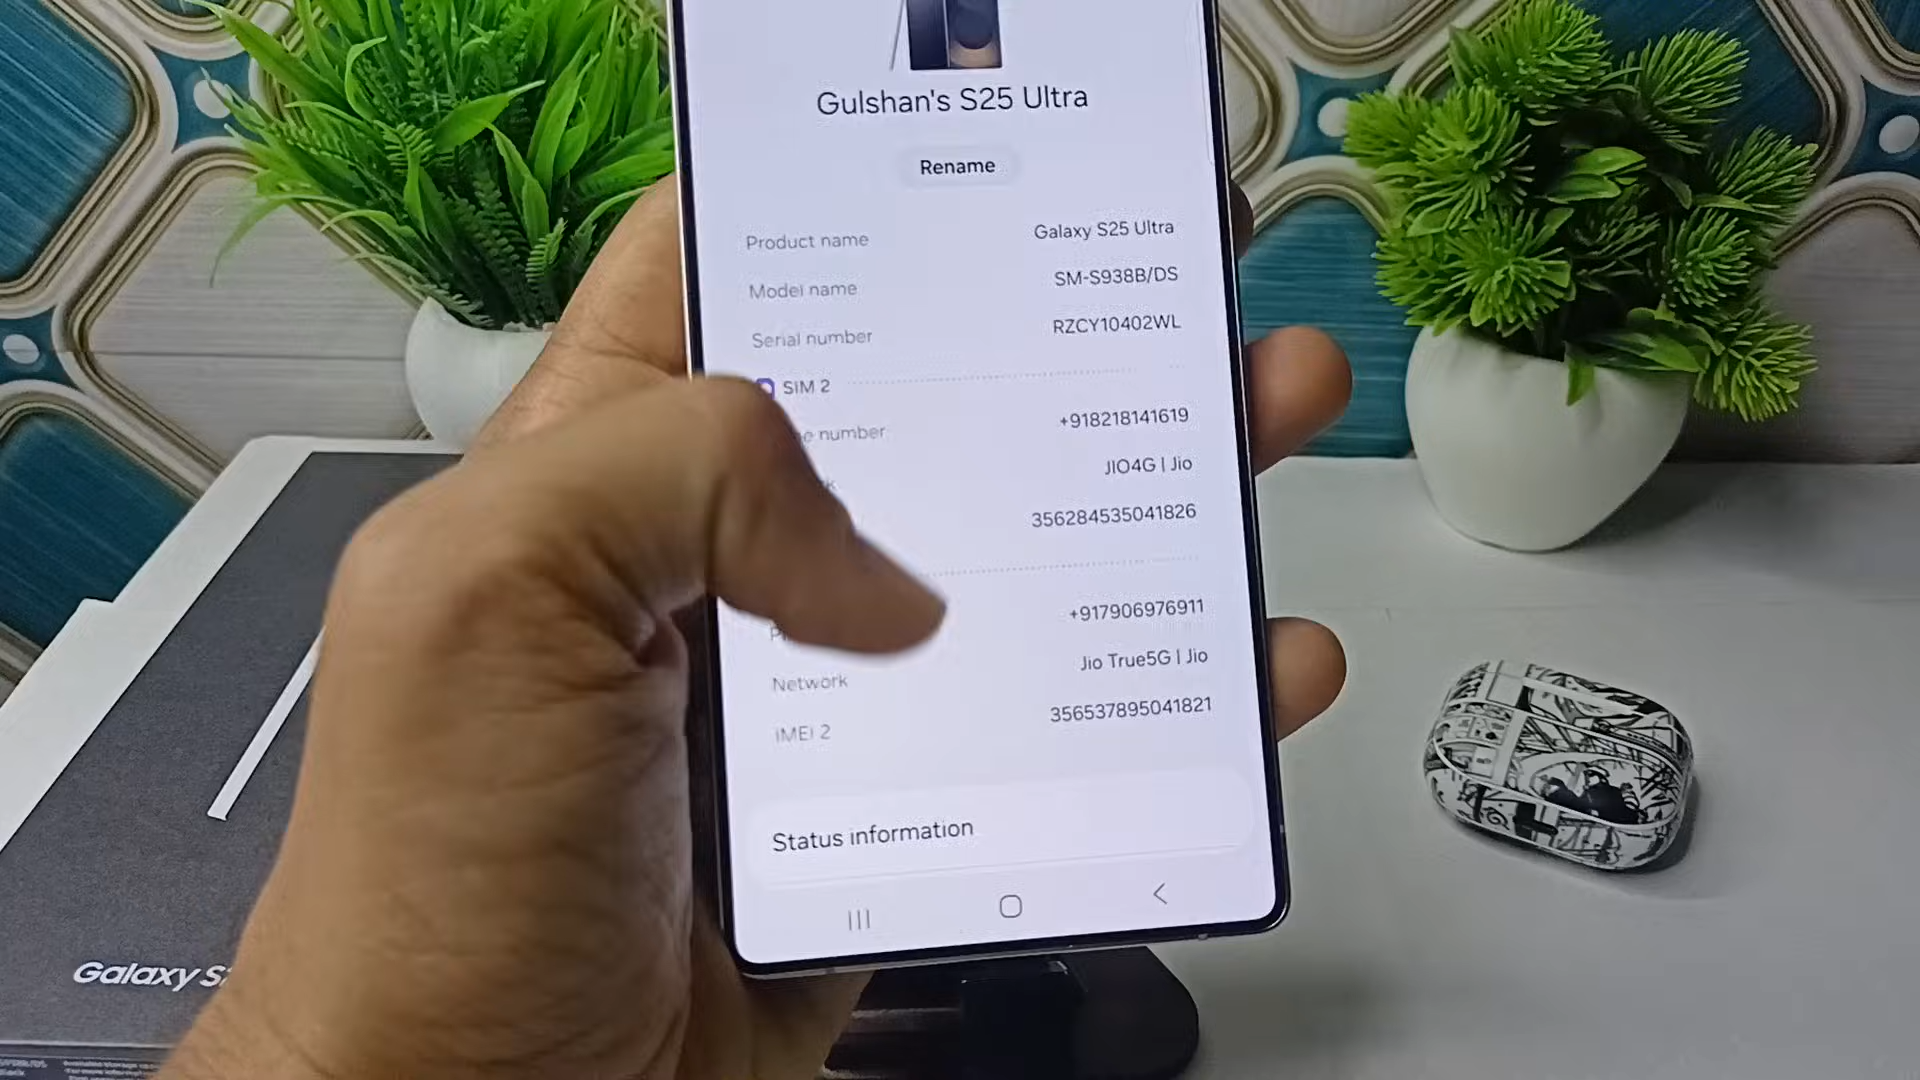 Gulshan's S25 Ultra
Rename
Product name Galaxy S25 Ultra
Model name SM-S938B/DS
Serial number RZCY10402WL
SIM 2
number +918218141619
JIO4G | Jio
356284535041826
+917906976911
Network Jio True5G | Jio
IMEI 2 356537895041821
Status information
Galaxy